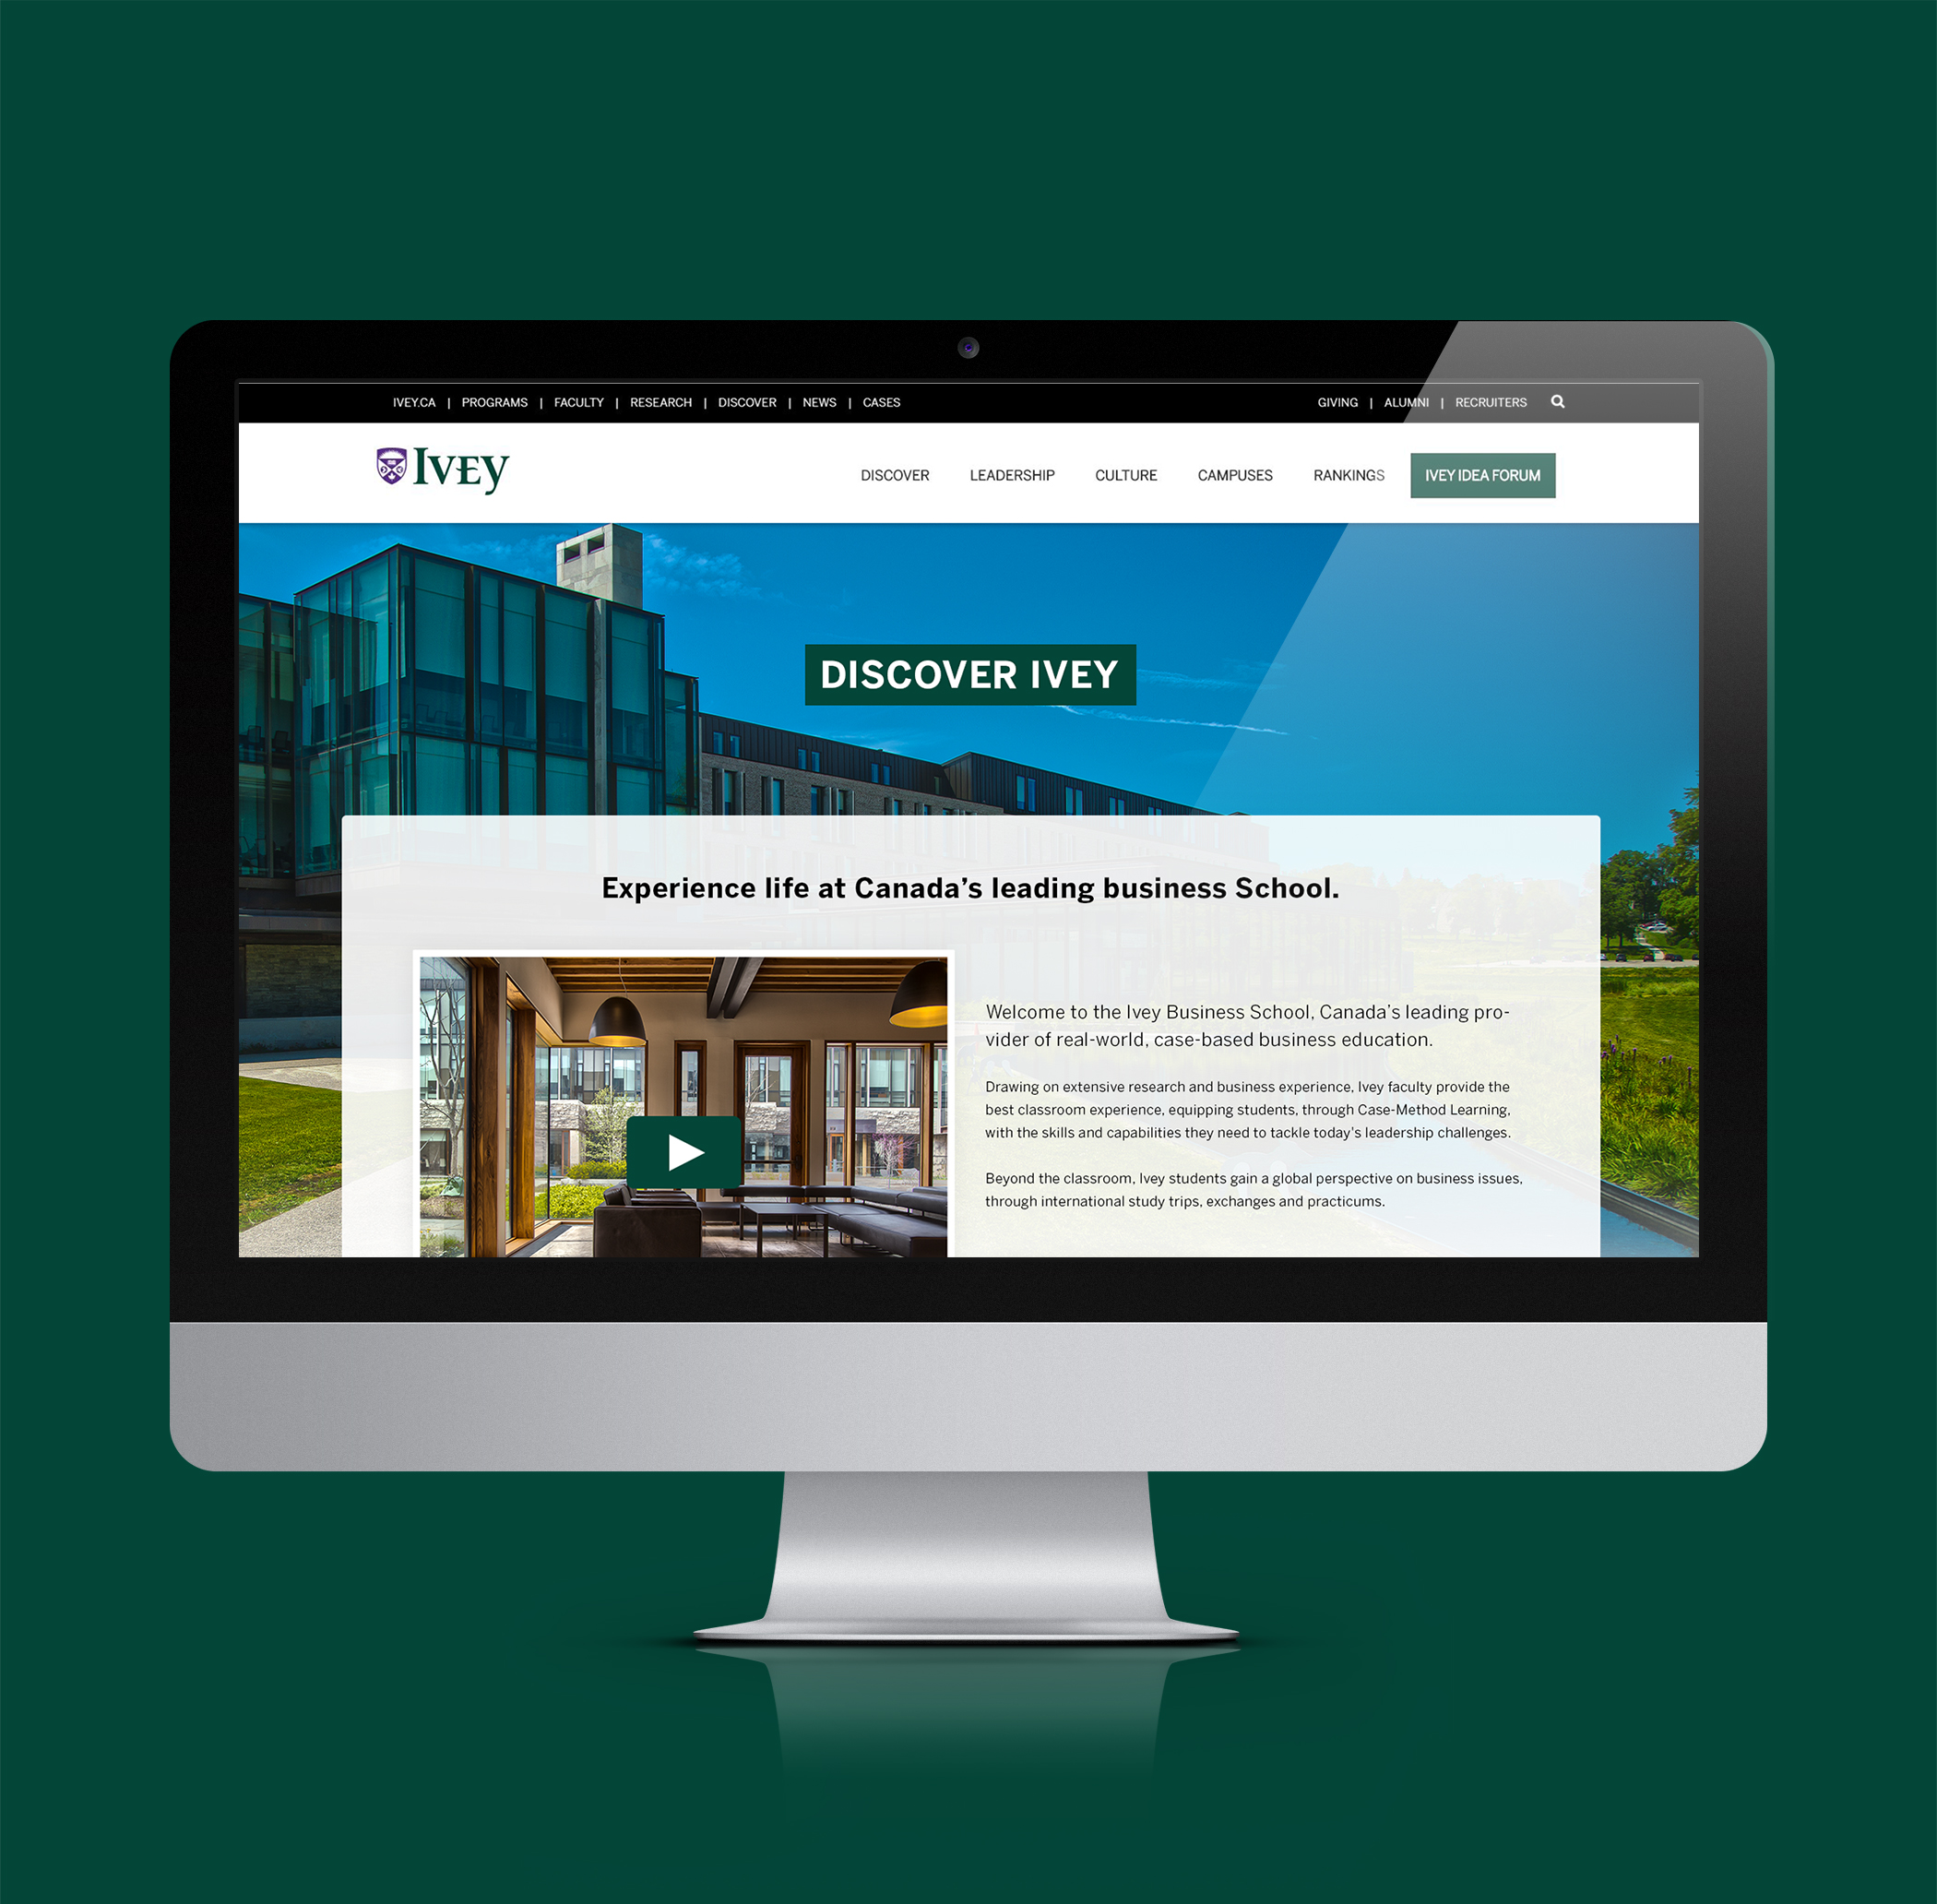 IVEY.CA | PROGRAMS | FACULTY | RESEARCH | DISCOVER | NEWS | CASES
GIVING | ALUMNI | RECRUITERS
IVEY
DISCOVER LEADERSHIP CULTURE CAMPUSES RANKINGS IVEY IDEA FORUM
DISCOVER IVEY
Experience life at Canada’s leading business School.
Welcome to the Ivey Business School, Canada’s leading pro-
vider of real-world, case-based business education.
Drawing on extensive research and business experience, Ivey faculty provide the
best classroom experience, equipping students, through Case-Method Learning,
with the skills and capabilities they need to tackle today’s leadership challenges.
Beyond the classroom, Ivey students gain a global perspective on business issues,
through international study trips, exchanges and practicums.